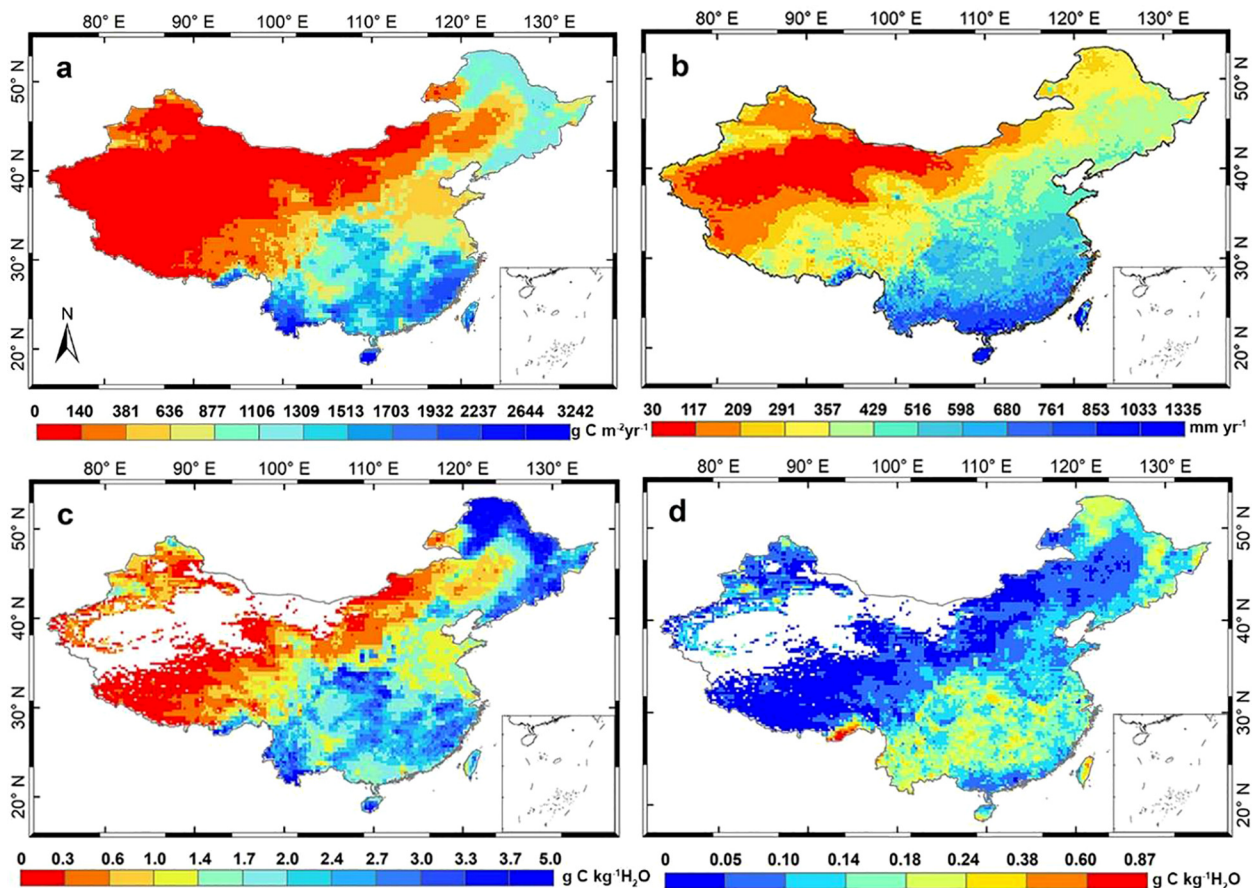 80° E 90° E 100° E 110° E 120° E 130° E
80° E 90° E 100° E 110° E 120° E 130° E
a
b
50° N
40° N
30° N
20° N
50° N
40° N
30° N
20° N
N
0 140 381 636 877 1106 1309 1513 1703 1932 2237 2644 3242
g C m⁻²yr⁻¹
30 117 209 291 357 429 516 598 680 761 853 1033 1335
mm yr⁻¹
80° E 90° E 100° E 110° E 120° E 130° E
80° E 90° E 100° E 110° E 120° E 130° E
c
d
50° N
40° N
30° N
20° N
50° N
40° N
30° N
20° N
0 0.3 0.6 1.0 1.4 1.7 2.0 2.4 2.7 3.0 3.3 3.7 5.0
g C kg⁻¹H₂O
0 0.05 0.10 0.14 0.18 0.24 0.38 0.60 0.87
g C kg⁻¹H₂O